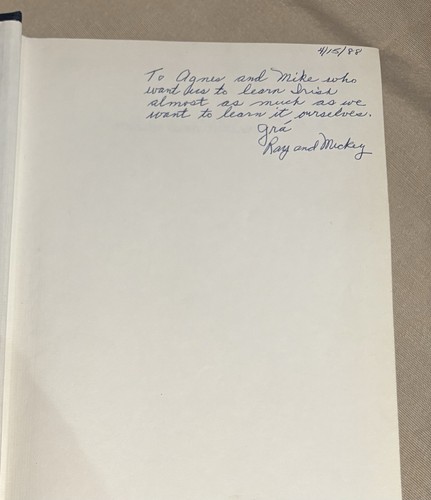 4/15/88
To Agnes and Mike who
want us to learn Irish
almost as much as we
want to learn it ourselves.
grá
Ray and Mickey